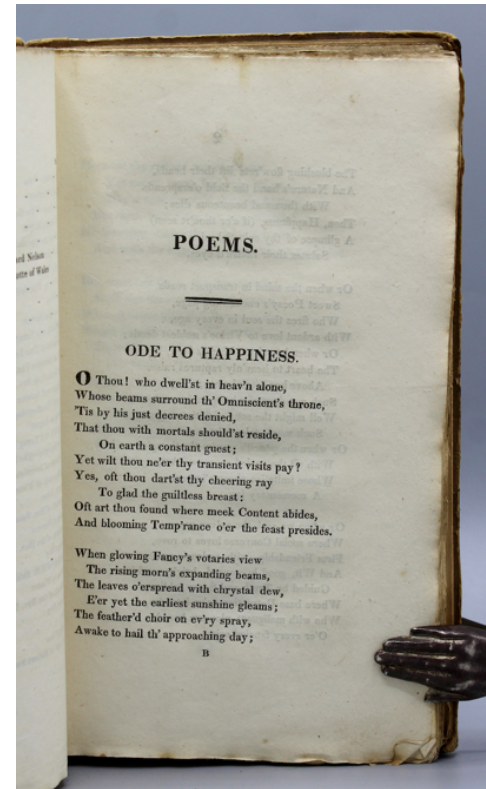 ord Nelson
of Wales
POEMS.
ODE TO HAPPINESS.
O Thou! who dwell'st in heav'n alone,
Whose beams surround th' Omniscient's throne,
'Tis by his just decrees denied,
That thou with mortals should'st reside,
On earth a constant guest;
Yet wilt thou ne'er thy transient visits pay?
Yes, oft thou dart'st thy cheering ray
To glad the guiltless breast:
Oft art thou found where meek Content abides,
And blooming Temp'rance o'er the feast presides.
When glowing Fancy's votaries view
The rising morn's expanding beams,
The leaves o'erspread with chrystal dew,
E'er yet the earliest sunshine gleams;
The feather'd choir on ev'ry spray,
Awake to hail th' approaching day;
B